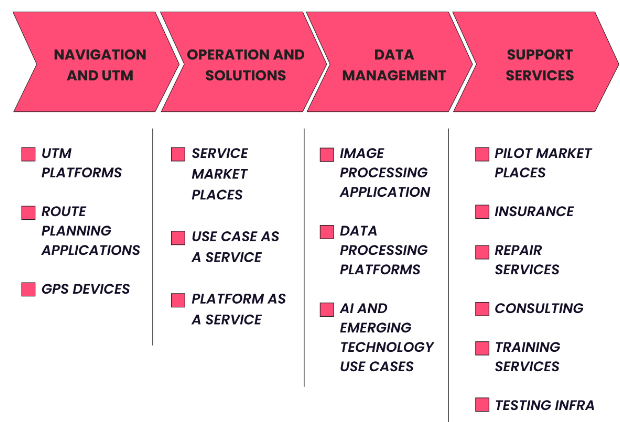 NAVIGATION
AND UTM
OPERATION AND
SOLUTIONS
DATA
MANAGEMENT
SUPPORT
SERVICES
UTM
PLATFORMS
ROUTE
PLANNING
APPLICATIONS
GPS DEVICES
SERVICE
MARKET
PLACES
USE CASE AS
A SERVICE
PLATFORM AS
A SERVICE
IMAGE
PROCESSING
APPLICATION
DATA
PROCESSING
PLATFORMS
AI AND
EMERGING
TECHNOLOGY
USE CASES
PILOT MARKET
PLACES
INSURANCE
REPAIR
SERVICES
CONSULTING
TRAINING
SERVICES
TESTING INFRA